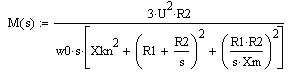 M(s) := 3·U²·R2 / (w0·s·[Xkn² + (R1 + R2/s)² + (R1·R2/(s·Xm))²])